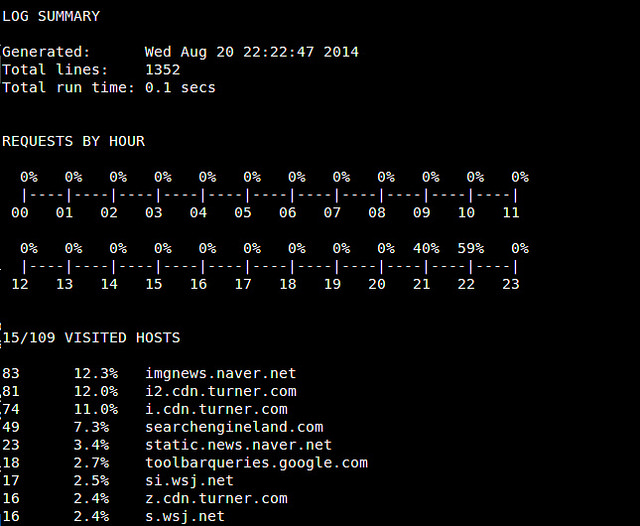 LOG SUMMARY
Generated: Wed Aug 20 22:22:47 2014
Total lines: 1352
Total run time: 0.1 secs
REQUESTS BY HOUR
0% 0% 0% 0% 0% 0% 0% 0% 0% 0% 0% 0%
|----|----|----|----|----|----|----|----|----|----|----|
00 01 02 03 04 05 06 07 08 09 10 11
0% 0% 0% 0% 0% 0% 0% 0% 0% 40% 59% 0%
|----|----|----|----|----|----|----|----|----|----|----|
12 13 14 15 16 17 18 19 20 21 22 23
15/109 VISITED HOSTS
83 12.3% imgnews.naver.net
81 12.0% i2.cdn.turner.com
74 11.0% i.cdn.turner.com
49 7.3% searchengineland.com
23 3.4% static.news.naver.net
18 2.7% toolbarqueries.google.com
17 2.5% si.wsj.net
16 2.4% z.cdn.turner.com
16 2.4% s.wsj.net